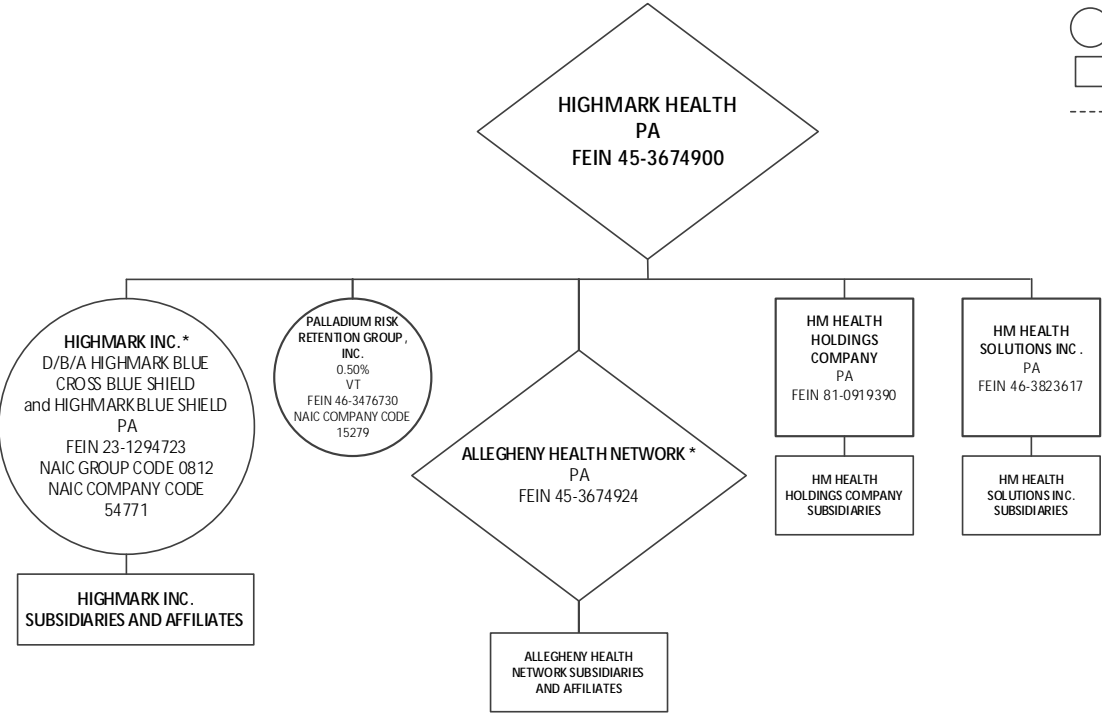 HIGHMARK HEALTH
PA
FEIN 45-3674900
HIGHMARK INC.*
D/B/A HIGHMARK BLUE
CROSS BLUE SHIELD
and HIGHMARK BLUE SHIELD
PA
FEIN 23-1294723
NAIC GROUP CODE 0812
NAIC COMPANY CODE
54771
HIGHMARK INC.
SUBSIDIARIES AND AFFILIATES
PALLADIUM RISK
RETENTION GROUP,
INC.
0.50%
VT
FEIN 46-3476730
NAIC COMPANY CODE
15279
ALLEGHENY HEALTH NETWORK *
PA
FEIN 45-3674924
ALLEGHENY HEALTH
NETWORK SUBSIDIARIES
AND AFFILIATES
HM HEALTH
HOLDINGS
COMPANY
PA
FEIN 81-0919390
HM HEALTH
HOLDINGS COMPANY
SUBSIDIARIES
HM HEALTH
SOLUTIONS INC.
PA
FEIN 46-3823617
HM HEALTH
SOLUTIONS INC.
SUBSIDIARIES